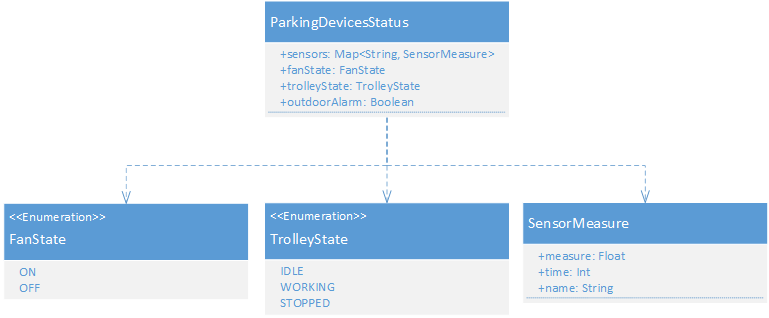 ParkingDevicesStatus
+sensors: Map<String, SensorMeasure>
+fanState: FanState
+trolleyState: TrolleyState
+outdoorAlarm: Boolean
<<Enumeration>>
FanState
ON
OFF
<<Enumeration>>
TrolleyState
IDLE
WORKING
STOPPED
SensorMeasure
+measure: Float
+time: Int
+name: String